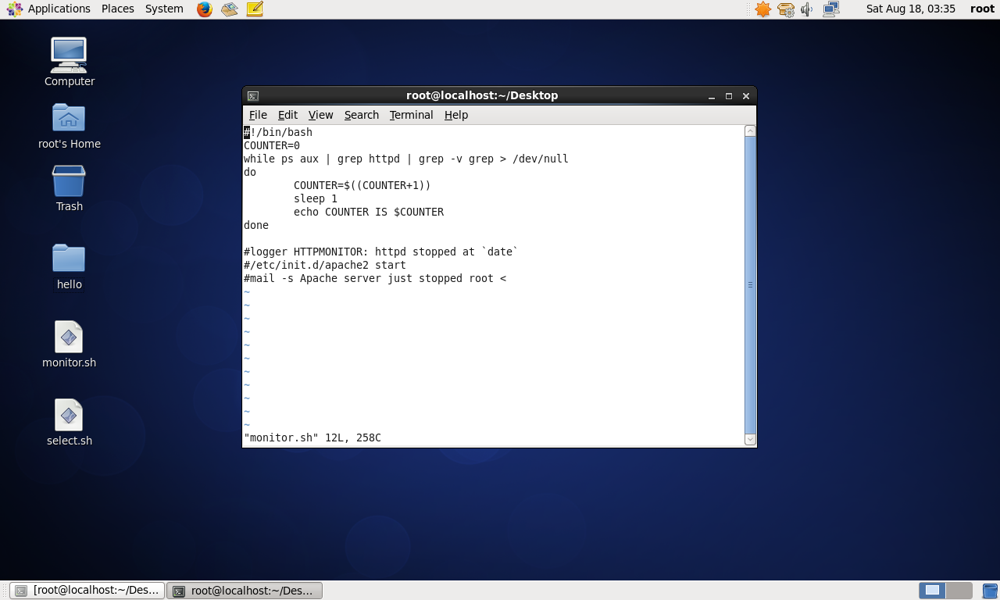 Applications Places System Sat Aug 18, 03:35 root
Computer
root's Home
Trash
hello
monitor.sh
select.sh
root@localhost:~/Desktop
File Edit View Search Terminal Help
#!/bin/bash
COUNTER=0
while ps aux | grep httpd | grep -v grep > /dev/null
do
        COUNTER=$((COUNTER+1))
        sleep 1
        echo COUNTER IS $COUNTER
done

#logger HTTPMONITOR: httpd stopped at `date`
#/etc/init.d/apache2 start
#mail -s Apache server just stopped root <
~
~
~
~
~
~
~
~
~
~
~
"monitor.sh" 12L, 258C
[root@localhost:~/Des... root@localhost:~/Des...